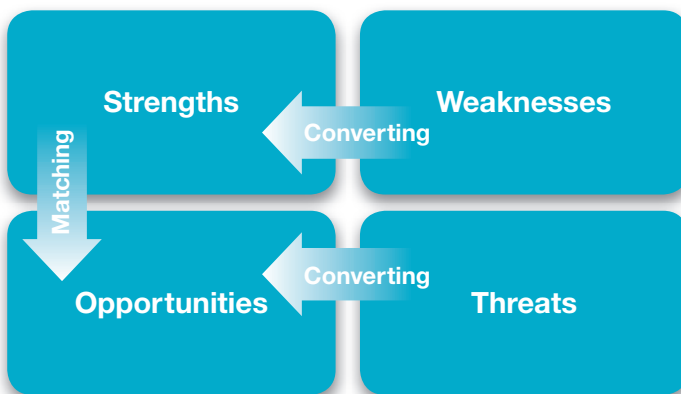 Strengths
Weaknesses
Converting
Matching
Converting
Opportunities
Threats